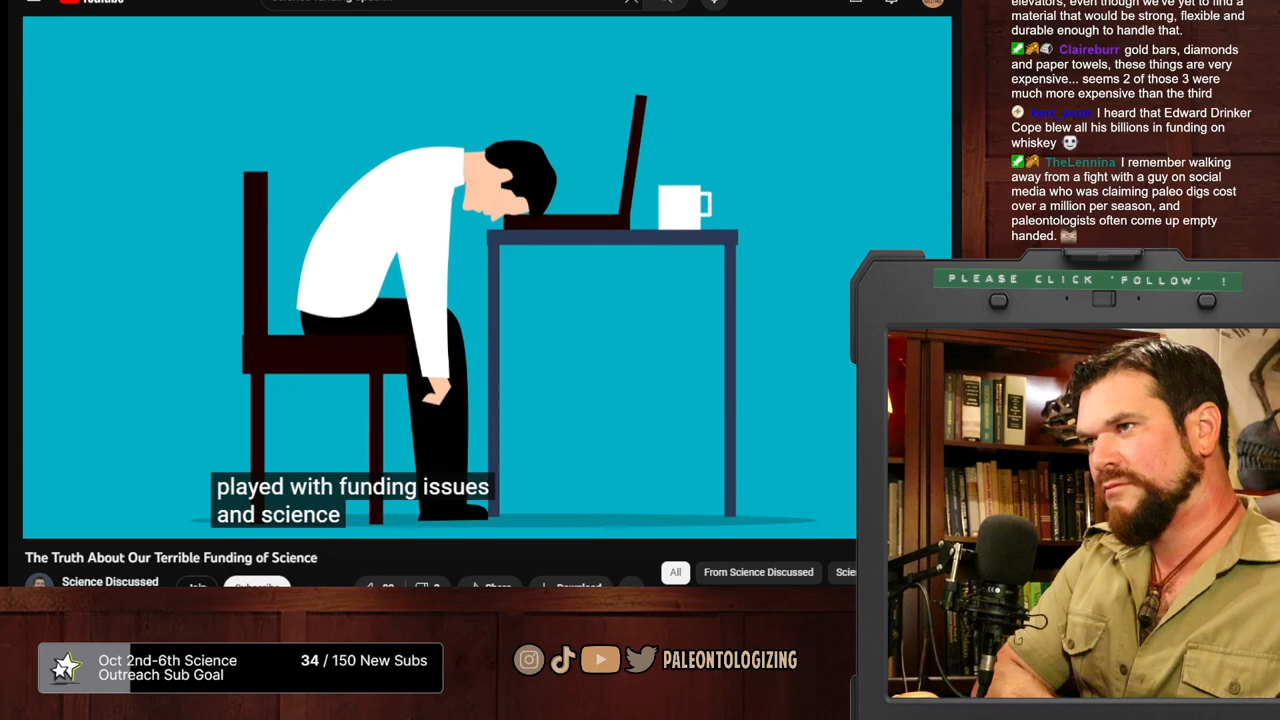 elevators, even though we've yet to find a
material that would be strong, flexible and
durable enough to handle that.
Claireburr gold bars, diamonds
and paper towels, these things are very
expensive... seems 2 of those 3 were
much more expensive than the third
I heard that Edward Drinker
Cope blew all his billions in funding on
whiskey
TheLennina I remember walking
away from a fight with a guy on social
media who was claiming paleo digs cost
over a million per season, and
paleontologists often come up empty
handed.
PLEASE CLICK 'FOLLOW' !
played with funding issues
and science
The Truth About Our Terrible Funding of Science
Science Discussed
Join
Subscribe
Share
Download
All
From Science Discussed
Oct 2nd-6th Science
Outreach Sub Goal
34 / 150 New Subs
PALEONTOLOGIZING